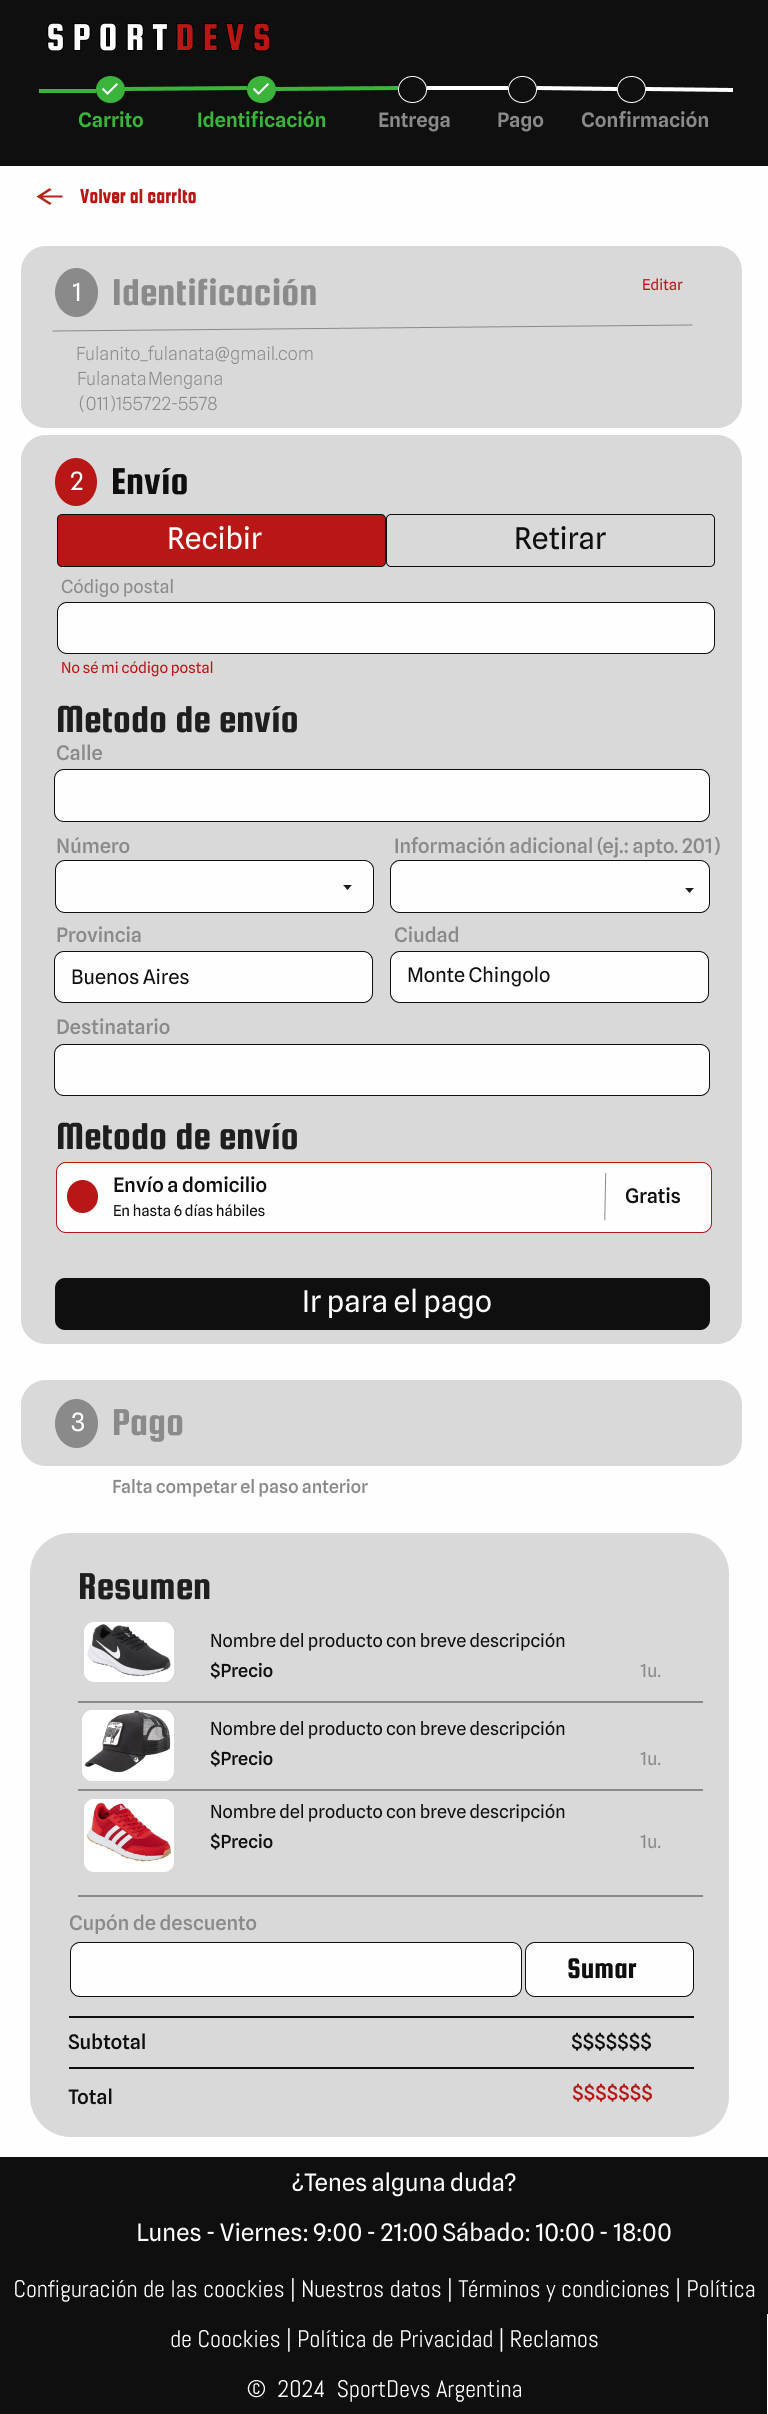 SPORTDEVS
Carrito Identificación Entrega Pago Confirmación
Volver al carrito
1 Identificación Editar
Fulanito_fulanata@gmail.com
Fulanata Mengana
(011)155722-5578
2 Envío
Recibir Retirar
Código postal
No sé mi código postal
Metodo de envío
Calle
Número Información adicional (ej.: apto. 201)
Provincia Ciudad
Buenos Aires Monte Chingolo
Destinatario
Metodo de envío
Envío a domicilio
En hasta 6 días hábiles
Gratis
Ir para el pago
3 Pago
Falta competar el paso anterior
Resumen
Nombre del producto con breve descripción
$Precio 1u.
Nombre del producto con breve descripción
$Precio 1u.
Nombre del producto con breve descripción
$Precio 1u.
Cupón de descuento
Sumar
Subtotal $$$$$$$
Total $$$$$$$
¿Tenes alguna duda?
Lunes - Viernes: 9:00 - 21:00 Sábado: 10:00 - 18:00
Configuración de las coockies | Nuestros datos | Términos y condiciones | Política
de Coockies | Política de Privacidad | Reclamos
© 2024 SportDevs Argentina